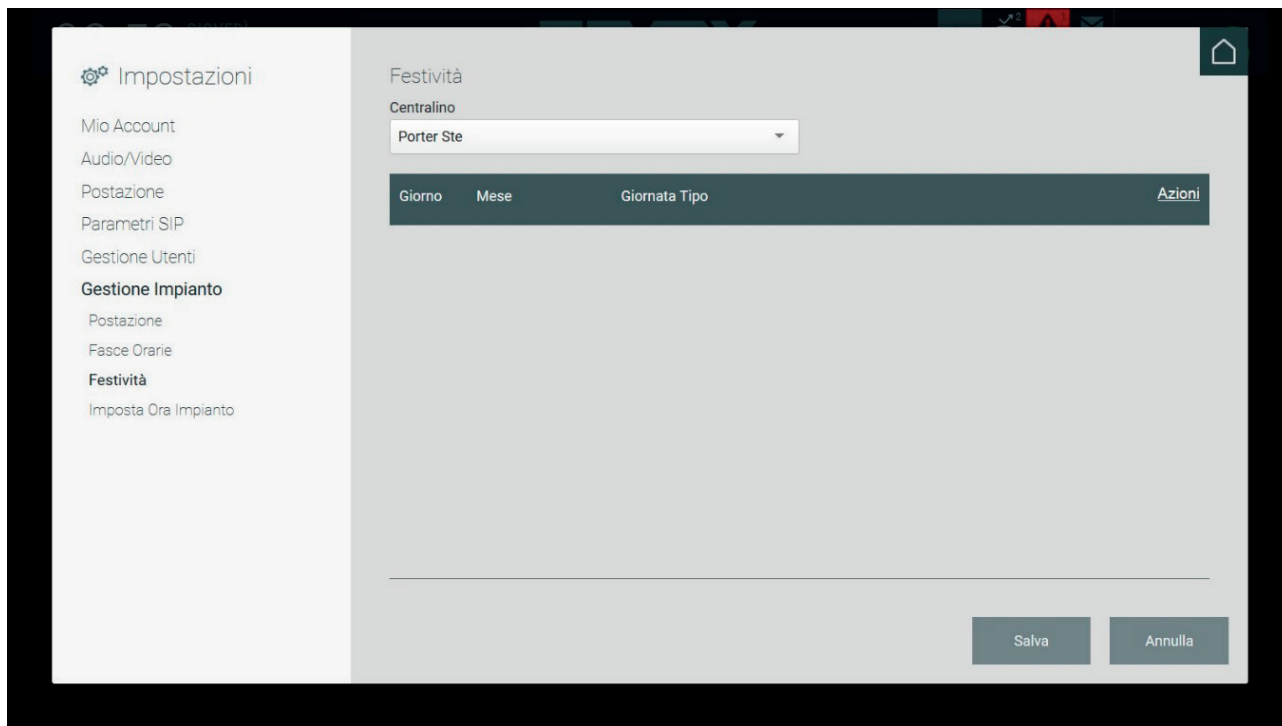 Impostazioni
Mio Account
Audio/Video
Postazione
Parametri SIP
Gestione Utenti
Gestione Impianto
Postazione
Fasce Orarie
Festività
Imposta Ora Impianto
Festività
Centralino
Porter Ste
Giorno Mese Giornata Tipo Azioni
Salva Annulla